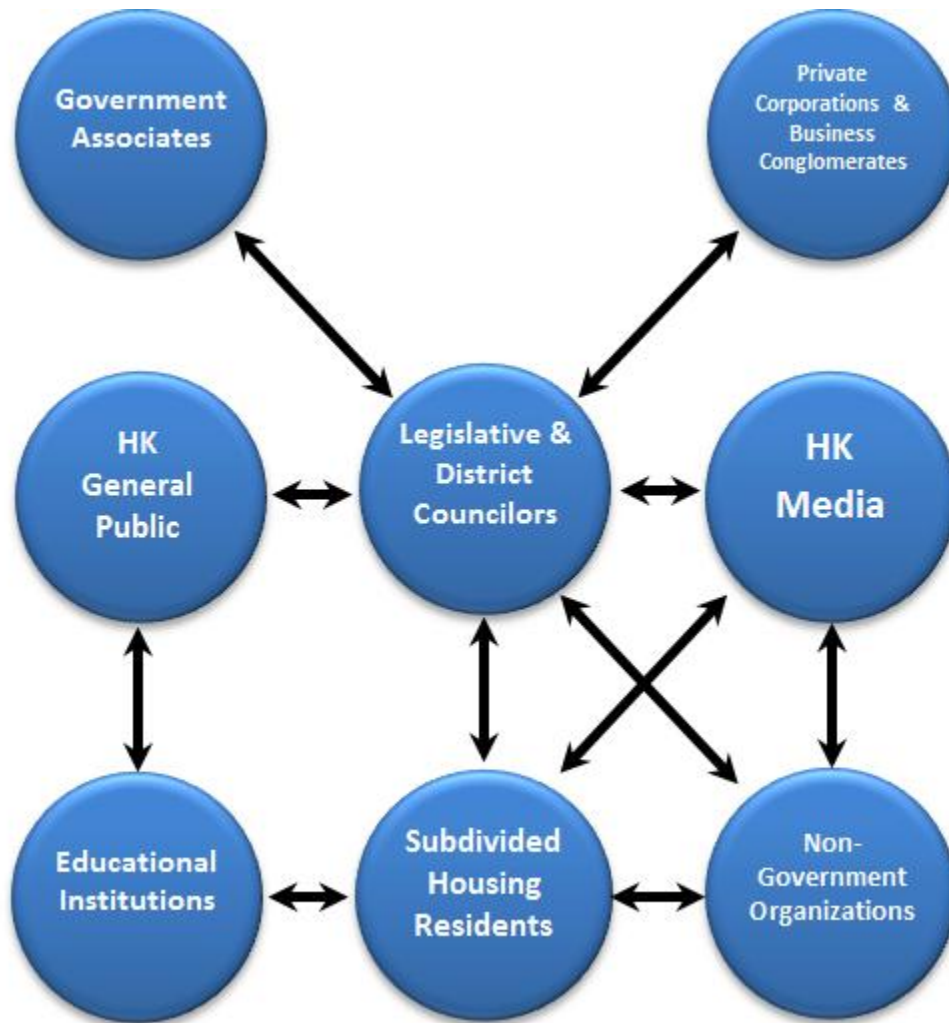 Government
Associates
Private
Corporations &
Business
Conglomerates
HK
General
Public
Legislative &
District
Councilors
HK
Media
Educational
Institutions
Subdivided
Housing
Residents
Non-
Government
Organizations